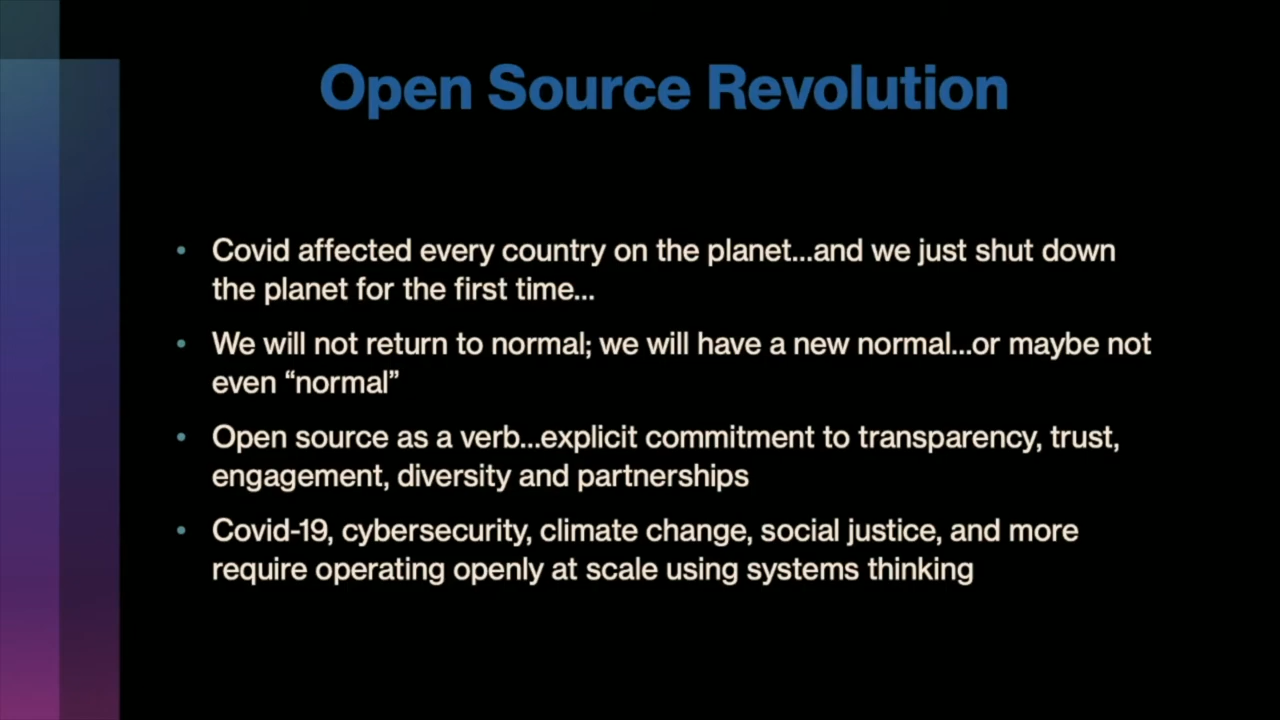 Open Source Revolution
• Covid affected every country on the planet...and we just shut down
the planet for the first time...
• We will not return to normal; we will have a new normal...or maybe not
even “normal”
• Open source as a verb...explicit commitment to transparency, trust,
engagement, diversity and partnerships
• Covid-19, cybersecurity, climate change, social justice, and more
require operating openly at scale using systems thinking